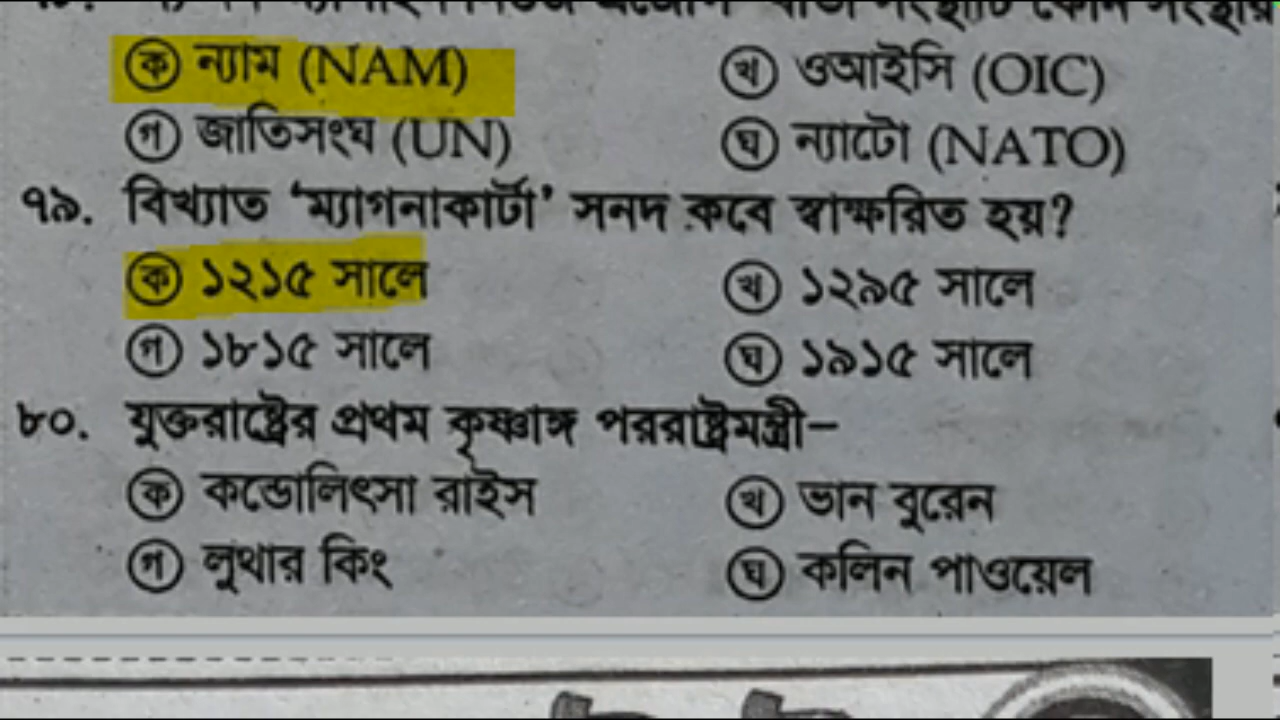 ক ন্যাম (NAM) খ ওআইসি (OIC)
গ জাতিসংঘ (UN) ঘ ন্যাটো (NATO)
৭৯. বিখ্যাত ‘ম্যাগনাকার্টা’ সনদ কবে স্বাক্ষরিত হয়?
ক ১২১৫ সালে খ ১২৯৫ সালে
গ ১৮১৫ সালে ঘ ১৯১৫ সালে
৮০. যুক্তরাষ্ট্রের প্রথম কৃষ্ণাঙ্গ পররাষ্ট্রমন্ত্রী–
ক কন্ডোলিৎসা রাইস খ ভান বুরেন
গ লুথার কিং ঘ কলিন পাওয়েল